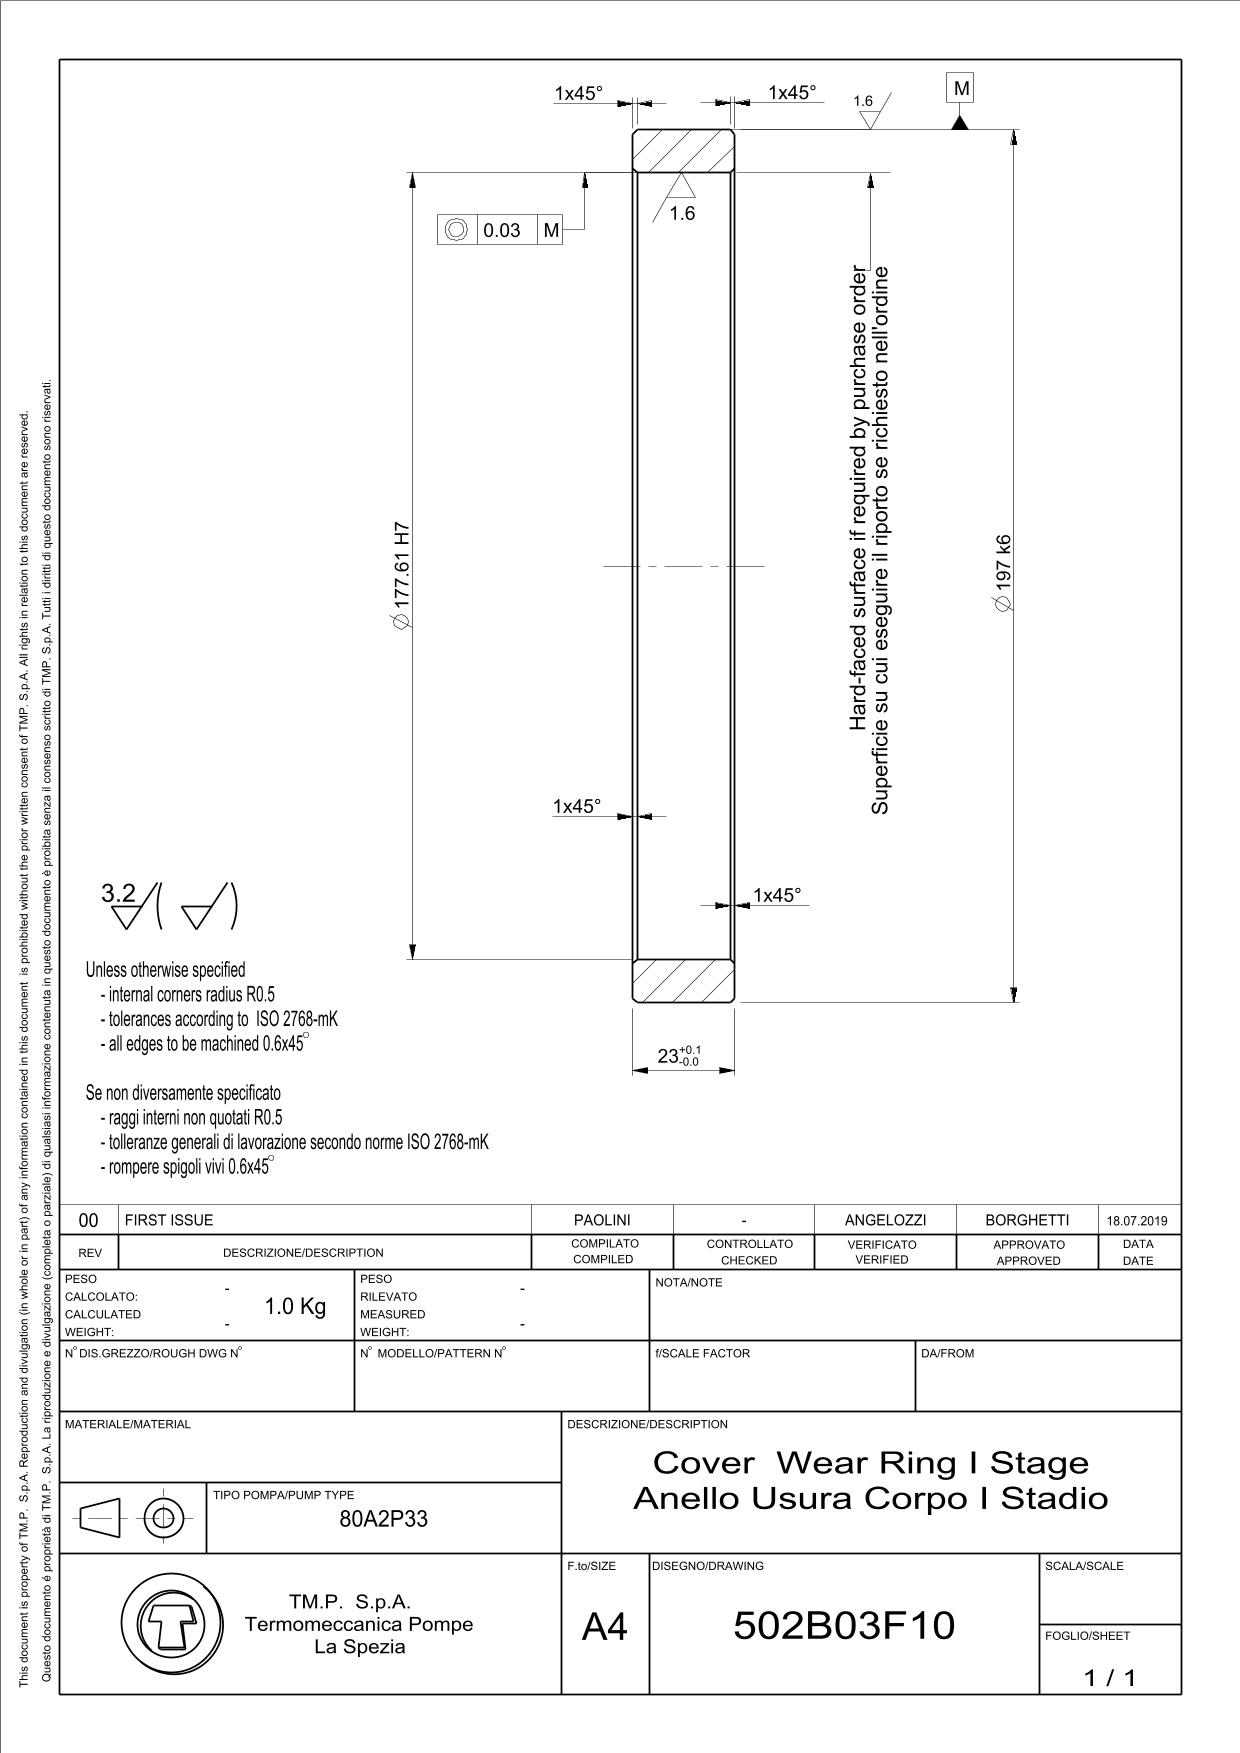 1x45°
1x45°
1.6
M
1.6
0.03 M
Hard-faced surface if required by purchase order
Superficie su cui eseguire il riporto se richiesto nell'ordine
177.61 H7
197 k6
1x45°
1x45°
3.2
23 +0.1 -0.0
Unless otherwise specified
- internal corners radius R0.5
- tolerances according to ISO 2768-mK
- all edges to be machined 0.6x45°
Se non diversamente specificato
- raggi interni non quotati R0.5
- tolleranze generali di lavorazione secondo norme ISO 2768-mK
- rompere spigoli vivi 0.6x45°
This document is property of TM.P. S.p.A. Reproduction and divulgation (in whole or in part) of any information contained in this document is prohibited without the prior written consent of TMP. S.p.A. All rights in relation to this document are reserved.
Questo documento è proprietà di TM.P. S.p.A. La riproduzione e divulgazione (completa o parziale) di qualsiasi informazione contenuta in questo documento è proibita senza il consenso scritto di TMP. S.p.A. Tutti i diritti di questo documento sono riservati.
00 FIRST ISSUE PAOLINI - ANGELOZZI BORGHETTI 18.07.2019
REV DESCRIZIONE/DESCRIPTION
COMPILATO CONTROLLATO VERIFICATO APPROVATO DATA
COMPILED CHECKED VERIFIED APPROVED DATE
PESO
CALCOLATO: -
CALCULATED
WEIGHT: -
1.0 Kg
PESO
RILEVATO -
MEASURED
WEIGHT: -
NOTA/NOTE
N° DIS.GREZZO/ROUGH DWG N°
N° MODELLO/PATTERN N°
f/SCALE FACTOR
DA/FROM
MATERIALE/MATERIAL
DESCRIZIONE/DESCRIPTION
Cover Wear Ring I Stage
Anello Usura Corpo I Stadio
TIPO POMPA/PUMP TYPE
80A2P33
TM.P. S.p.A.
Termomeccanica Pompe
La Spezia
F.to/SIZE
A4
DISEGNO/DRAWING
502B03F10
SCALA/SCALE
FOGLIO/SHEET
1 / 1